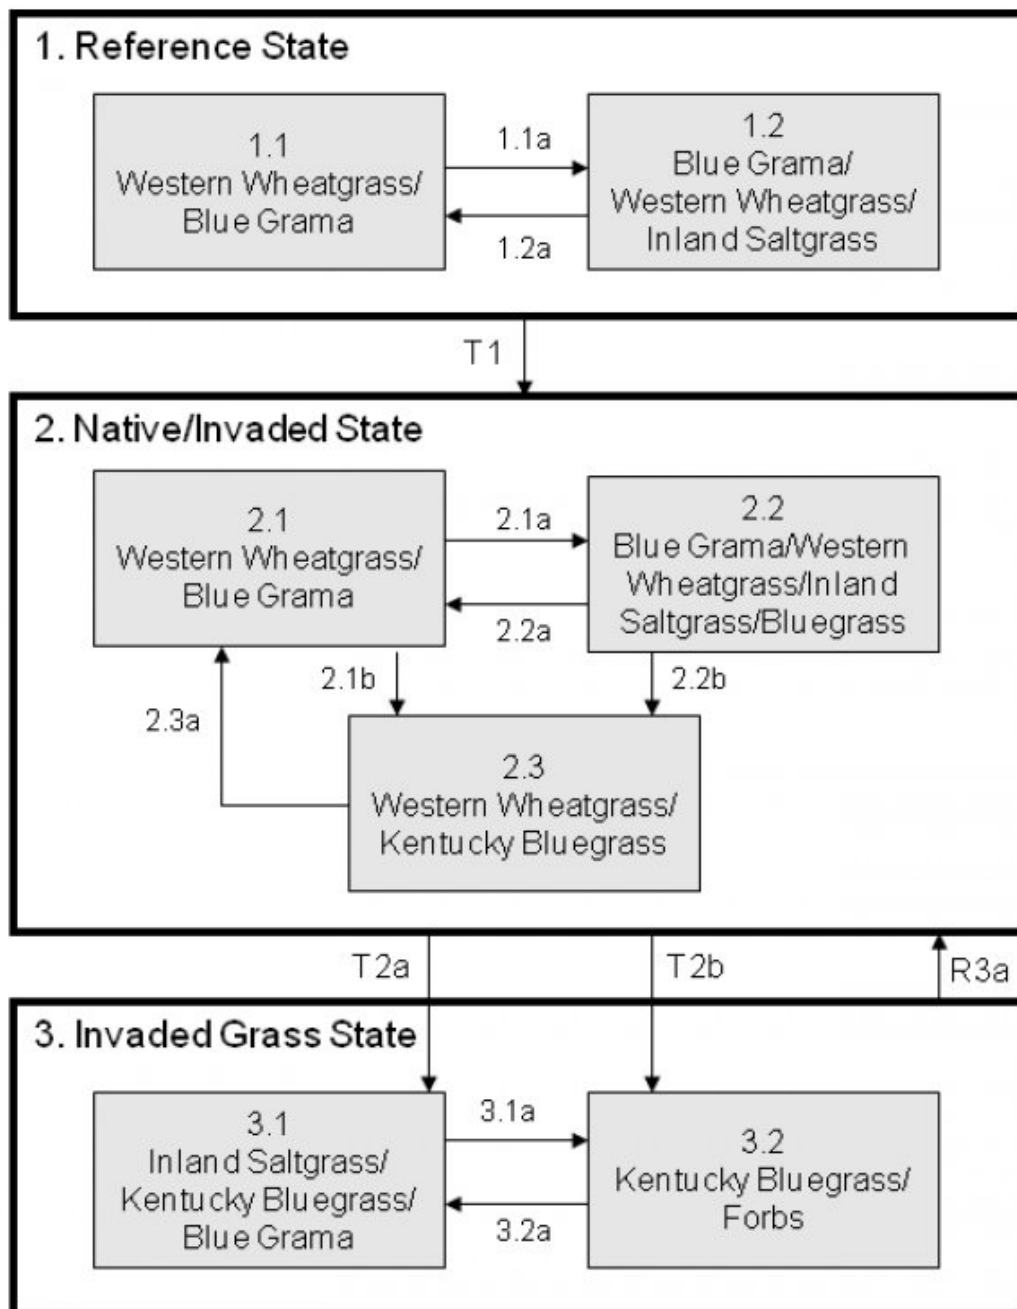 1. Reference State
1.1
Western Wheatgrass/
Blue Grama
1.1a
1.2a
1.2
Blue Grama/
Western Wheatgrass/
Inland Saltgrass
T1
2. Native/Invaded State
2.1
Western Wheatgrass/
Blue Grama
2.1a
2.2a
2.2
Blue Grama/Western
Wheatgrass/Inland
Saltgrass/Bluegrass
2.1b
2.2b
2.3a
2.3
Western Wheatgrass/
Kentucky Bluegrass
T2a
T2b
R3a
3. Invaded Grass State
3.1
Inland Saltgrass/
Kentucky Bluegrass/
Blue Grama
3.1a
3.2a
3.2
Kentucky Bluegrass/
Forbs